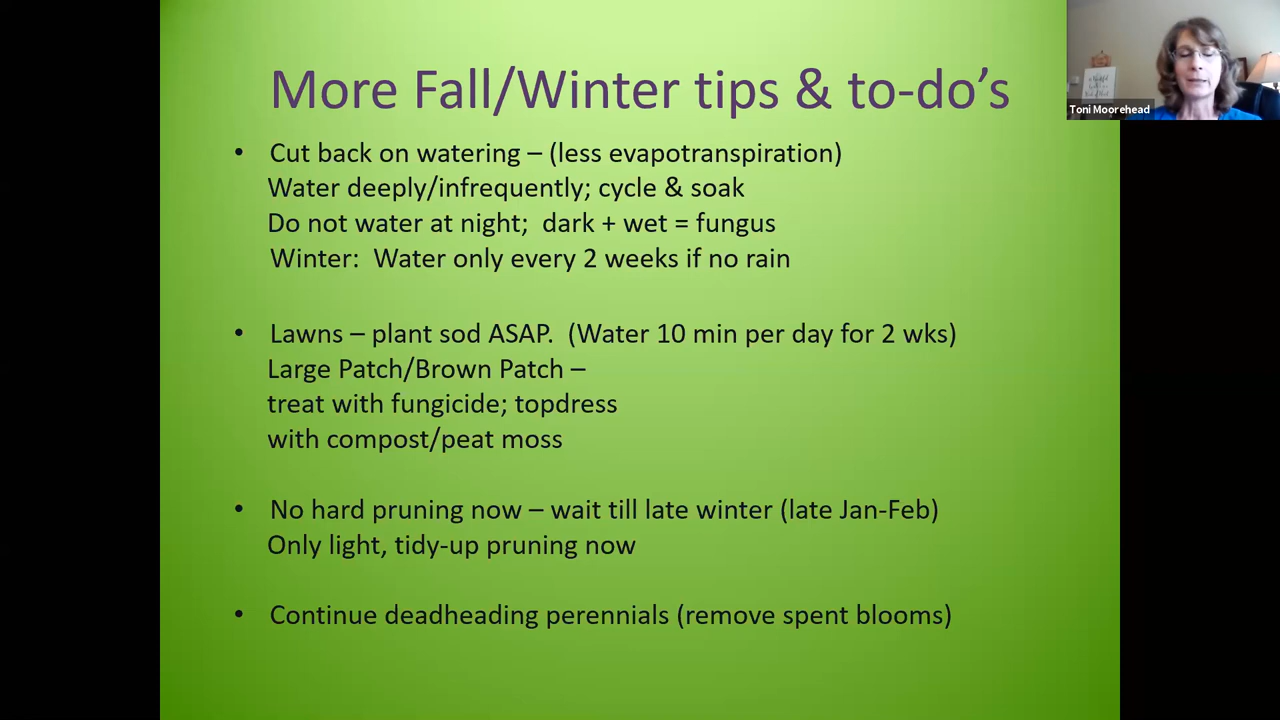 More Fall/Winter tips & to-do’s
Toni Moorehead
• Cut back on watering – (less evapotranspiration)
Water deeply/infrequently; cycle & soak
Do not water at night;  dark + wet = fungus
Winter:  Water only every 2 weeks if no rain
• Lawns – plant sod ASAP.  (Water 10 min per day for 2 wks)
Large Patch/Brown Patch –
treat with fungicide; topdress
with compost/peat moss
• No hard pruning now – wait till late winter (late Jan-Feb)
Only light, tidy-up pruning now
• Continue deadheading perennials (remove spent blooms)